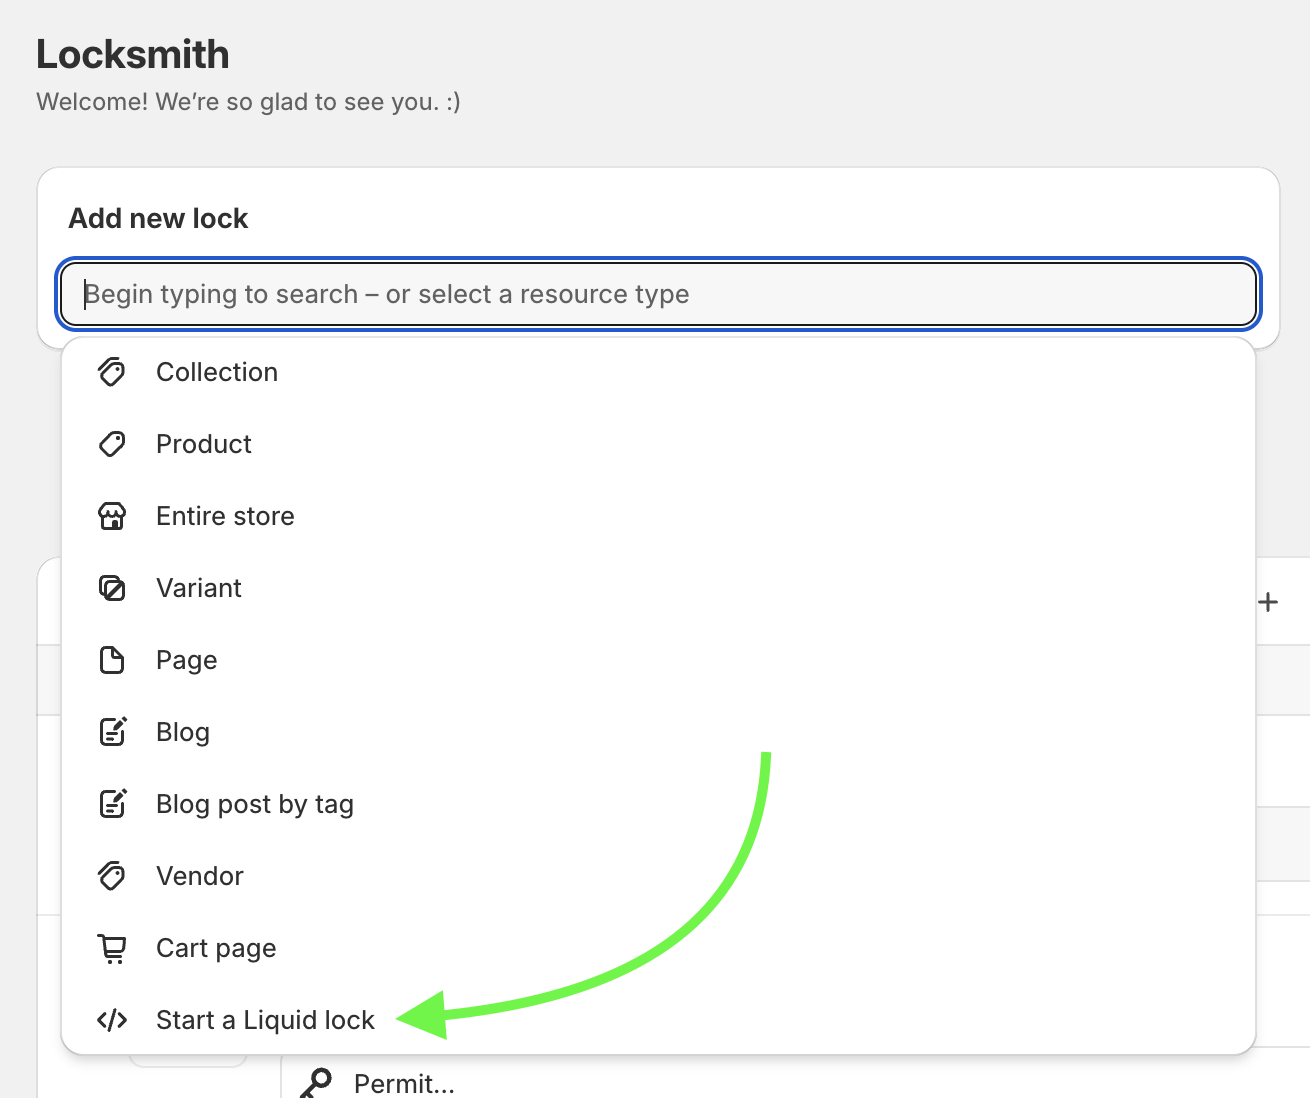 Locksmith
Welcome! We’re so glad to see you. :)
Add new lock
Begin typing to search – or select a resource type
Collection
Product
Entire store
Variant
Page
Blog
Blog post by tag
Vendor
Cart page
Start a Liquid lock
Permit...